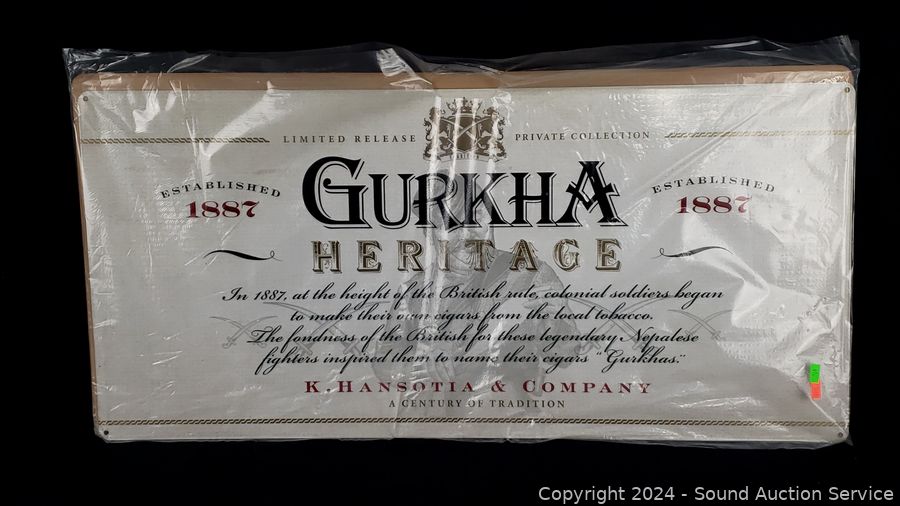 LIMITED RELEASE PRIVATE COLLECTION
GURKHA
ESTABLISHED 1887
ESTABLISHED 1887
HERITAGE
In 1887, at the height of the British rule, colonial soldiers began
to make their own cigars from the local tobacco.
The fondness of the British for these legendary Nepalese
fighters inspired them to name their cigars "Gurkhas."
K. HANSOTIA & COMPANY
A CENTURY OF TRADITION
Copyright 2024 - Sound Auction Service